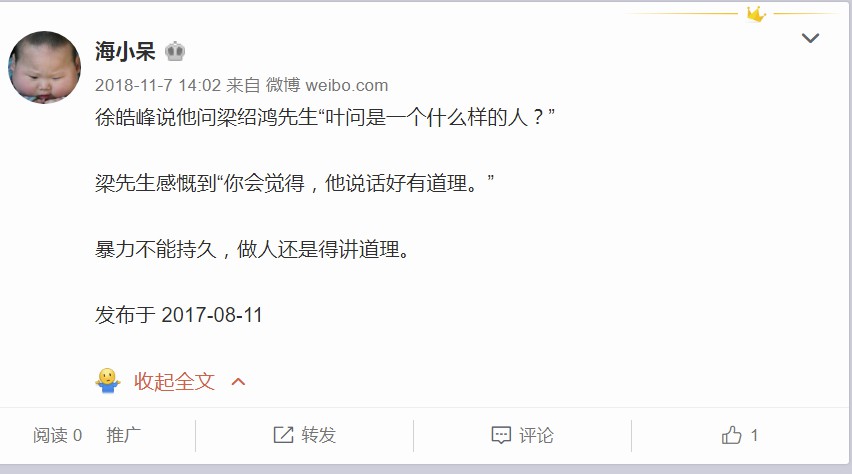 海小呆
2018-11-7 14:02 来自 微博 weibo.com
徐皓峰说他问梁绍鸿先生“叶问是一个什么样的人？”
梁先生感慨到“你会觉得，他说话好有道理。”
暴力不能持久，做人还是得讲道理。
发布于 2017-08-11
收起全文
阅读 0 推广 转发 评论 1